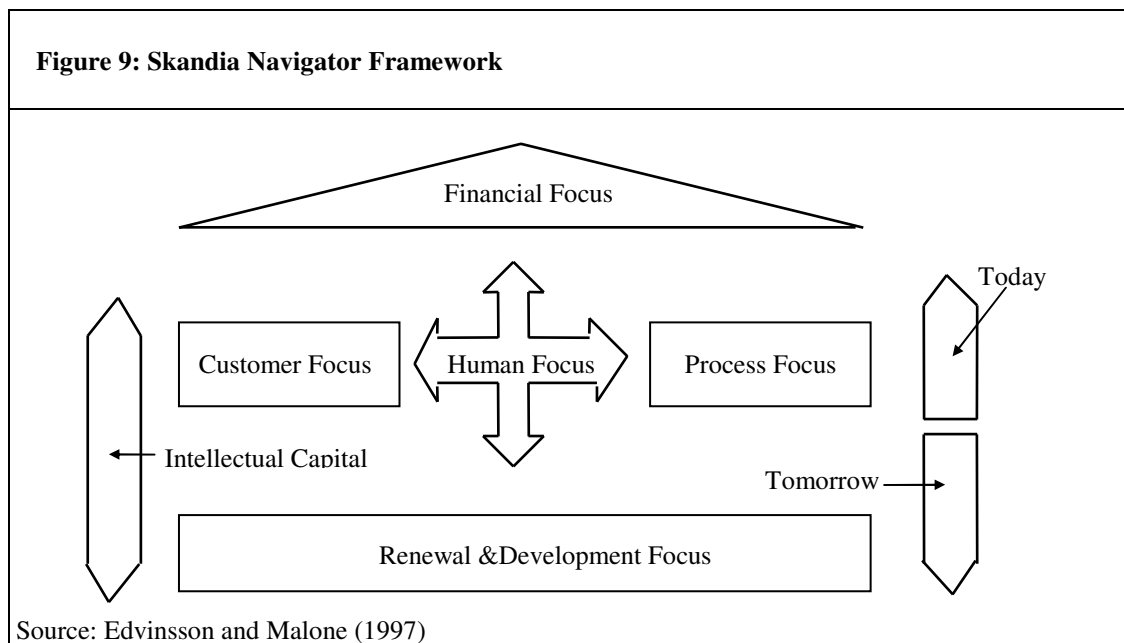 Figure 9: Skandia Navigator Framework
Financial Focus
Today
Customer Focus
Human Focus
Process Focus
Intellectual Capital
Tomorrow
Renewal &Development Focus
Source: Edvinsson and Malone (1997)